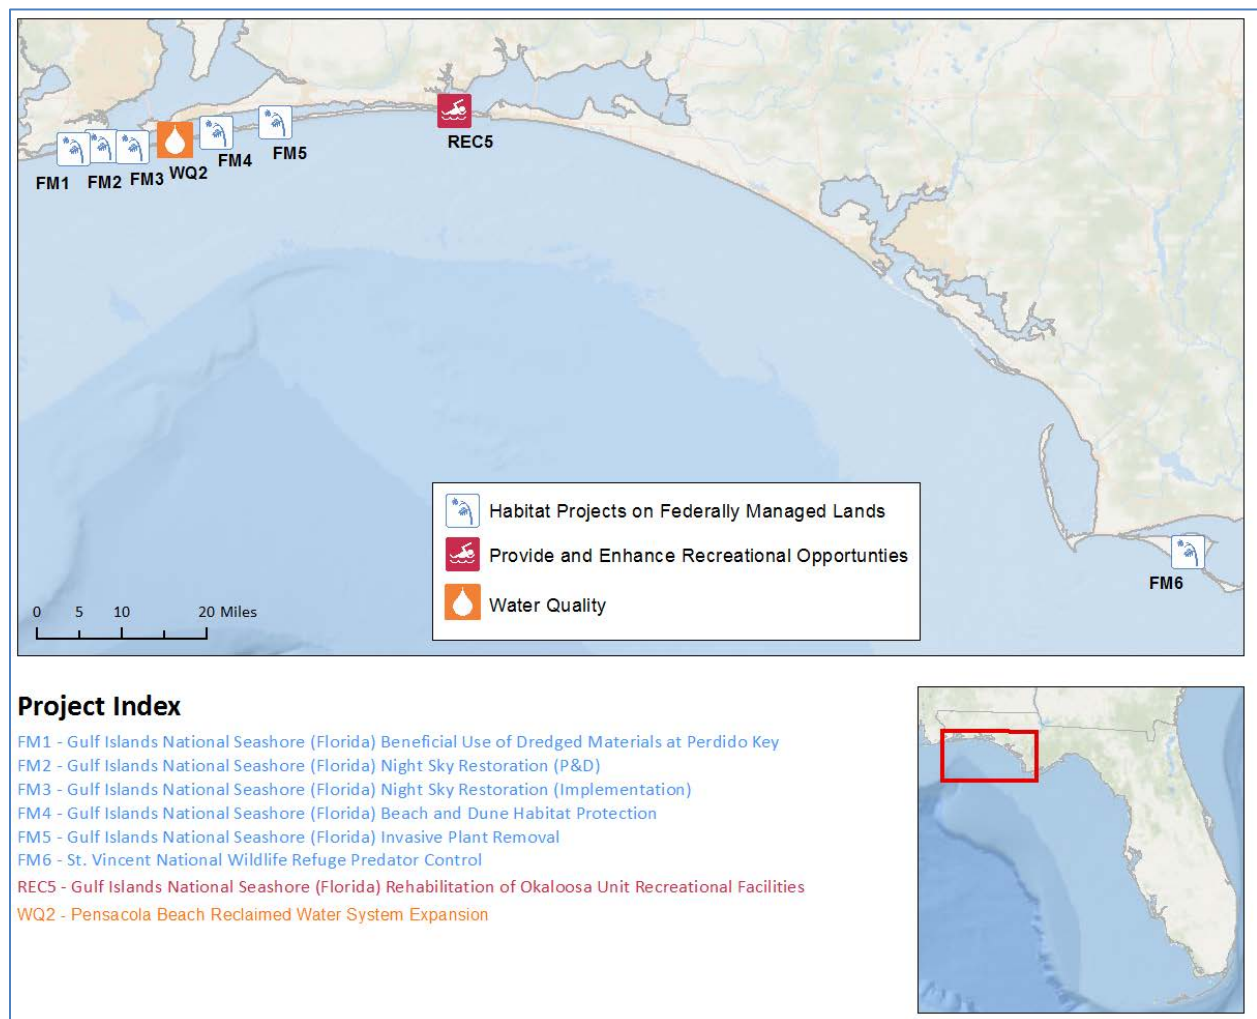 REC5
FM4
FM5
FM1
FM2
FM3
WQ2
Habitat Projects on Federally Managed Lands
Provide and Enhance Recreational Opportunties
Water Quality
FM6
0 5 10 20 Miles
Project Index
FM1 - Gulf Islands National Seashore (Florida) Beneficial Use of Dredged Materials at Perdido Key
FM2 - Gulf Islands National Seashore (Florida) Night Sky Restoration (P&D)
FM3 - Gulf Islands National Seashore (Florida) Night Sky Restoration (Implementation)
FM4 - Gulf Islands National Seashore (Florida) Beach and Dune Habitat Protection
FM5 - Gulf Islands National Seashore (Florida) Invasive Plant Removal
FM6 - St. Vincent National Wildlife Refuge Predator Control
REC5 - Gulf Islands National Seashore (Florida) Rehabilitation of Okaloosa Unit Recreational Facilities
WQ2 - Pensacola Beach Reclaimed Water System Expansion